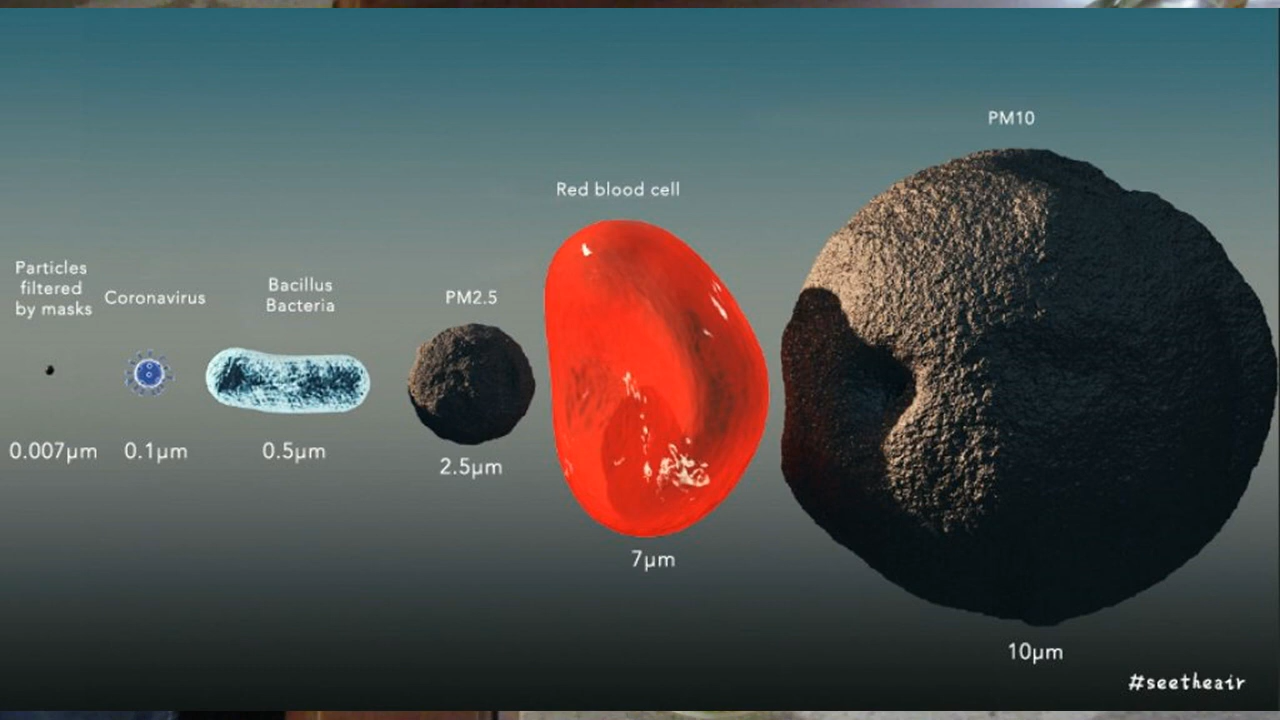 PM10
Red blood cell
Particles
filtered
by masks
Coronavirus
Bacillus
Bacteria
PM2.5
0.007μm
0.1μm
0.5μm
2.5μm
7μm
10μm
#seetheair